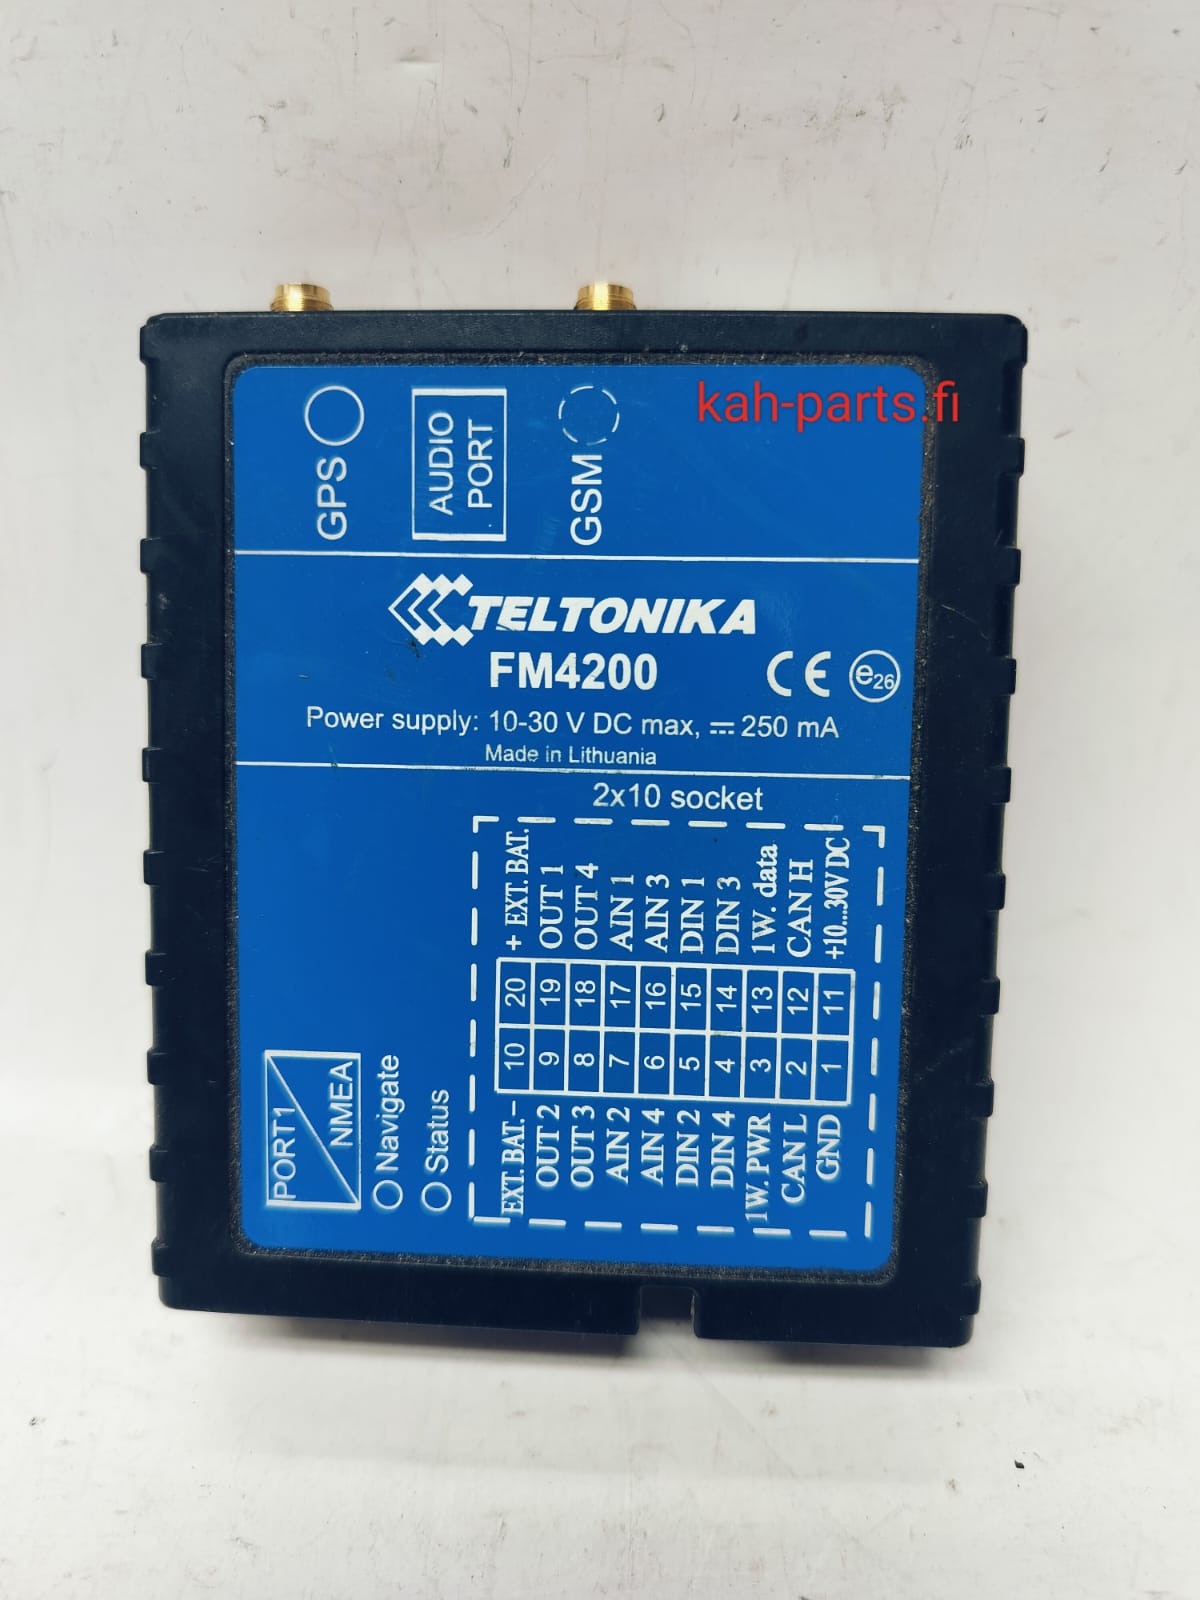 kah-parts.fi
GPS
AUDIO
PORT
GSM
TELTONIKA
FM4200
CE e26
Power supply: 10-30 V DC max, ⎓ 250 mA
Made in Lithuania
2x10 socket
+ EXT. BAT.
OUT 1
OUT 4
AIN 1
AIN 3
DIN 1
DIN 3
1W. data
CAN H
+10...30V DC
20 19 18 17 16 15 14 13 12 11
10 9 8 7 6 5 4 3 2 1
EXT. BAT.-
OUT 2
OUT 3
AIN 2
AIN 4
DIN 2
DIN 4
1W. PWR
CAN L
GND
PORT1
NMEA
Navigate
Status